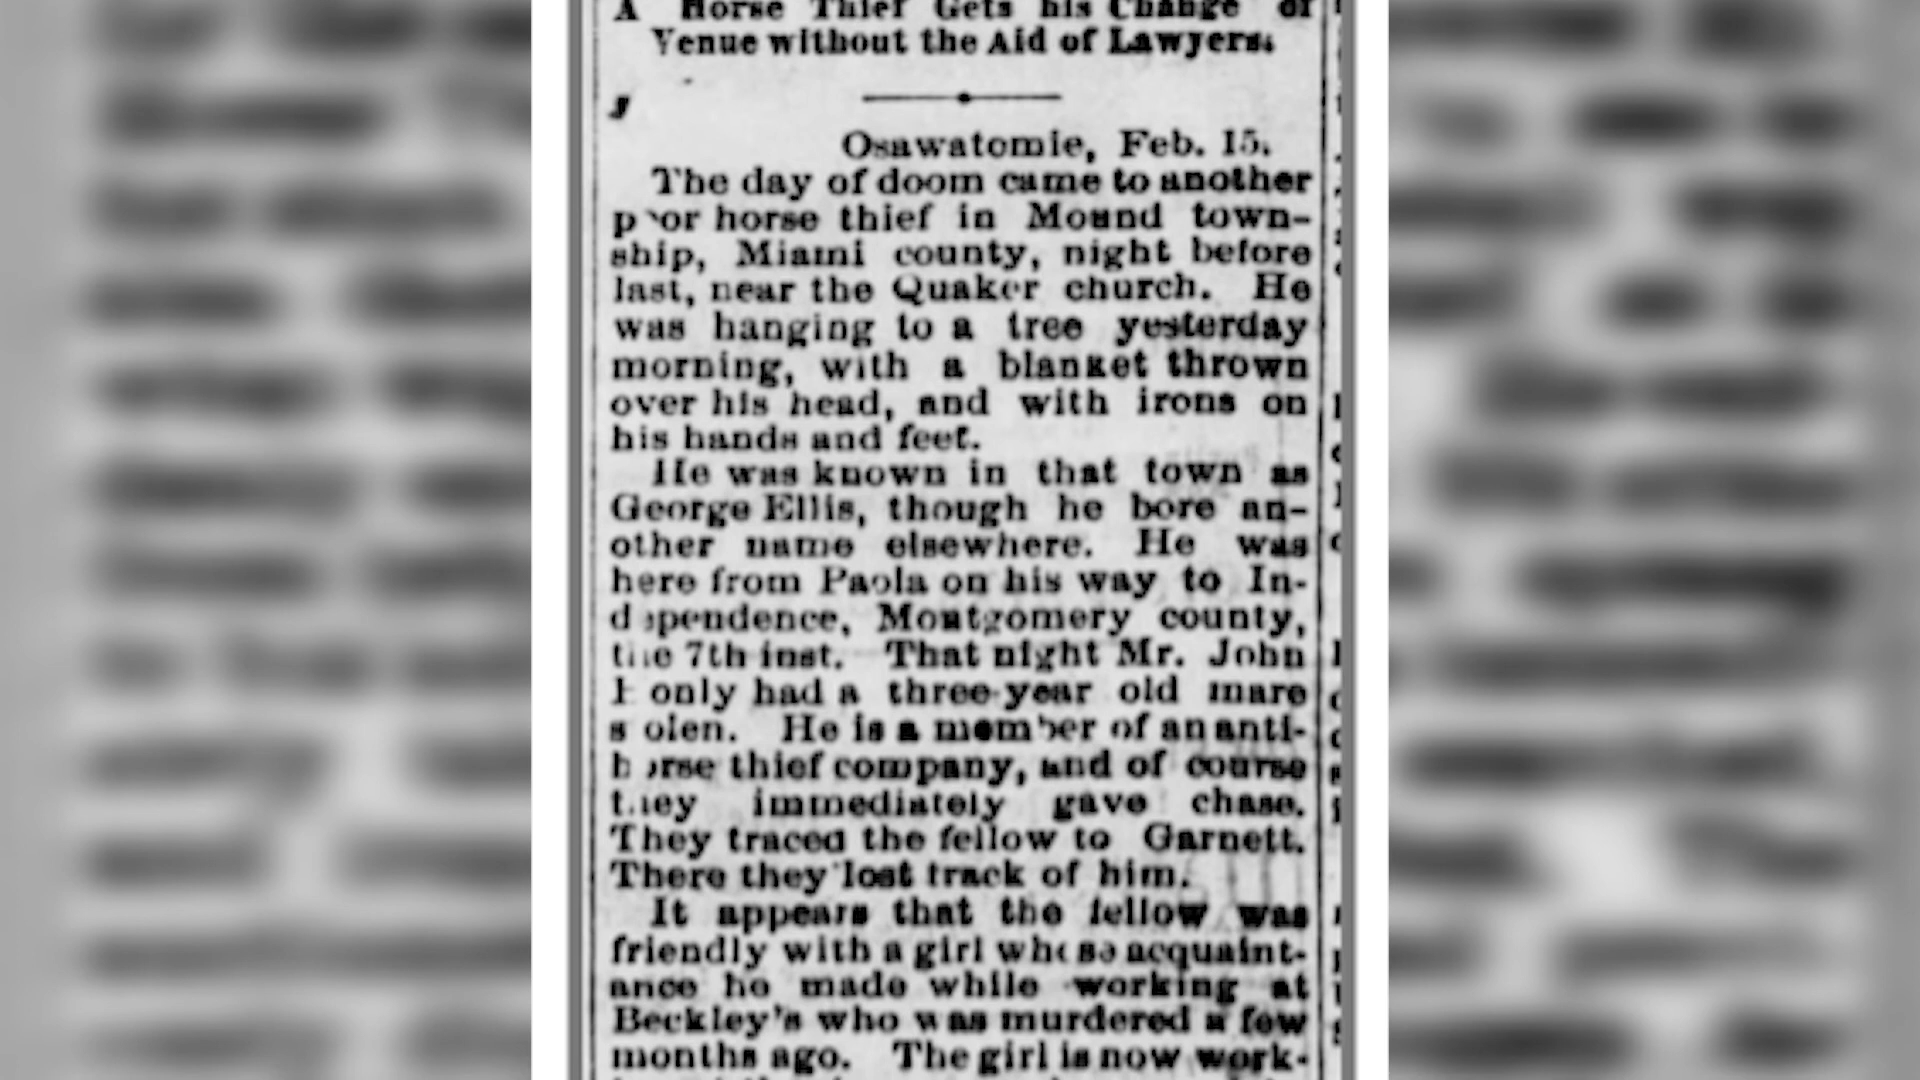 A Horse Thief Gets his Change of
Venue without the Aid of Lawyers.
Osawatomie, Feb. 15.
The day of doom came to another
poor horse thief in Mound town-
ship, Miami county, night before
last, near the Quaker church. He
was hanging to a tree yesterday
morning, with a blanket thrown
over his head, and with irons on
his hands and feet.
He was known in that town as
George Ellis, though he bore an-
other name elsewhere. He was
here from Paola on his way to In-
dependence, Montgomery county,
the 7th inst. That night Mr. John
had a three-year old mare
stolen. He is a member of an anti-
horse thief company, and of course
they immediately gave chase.
They traced the fellow to Garnett.
There they lost track of him.
It appears that the fellow was
friendly with a girl whose acquaint-
ance he made while working at
Beckley's who was murdered a few
months ago. The girl is now work-